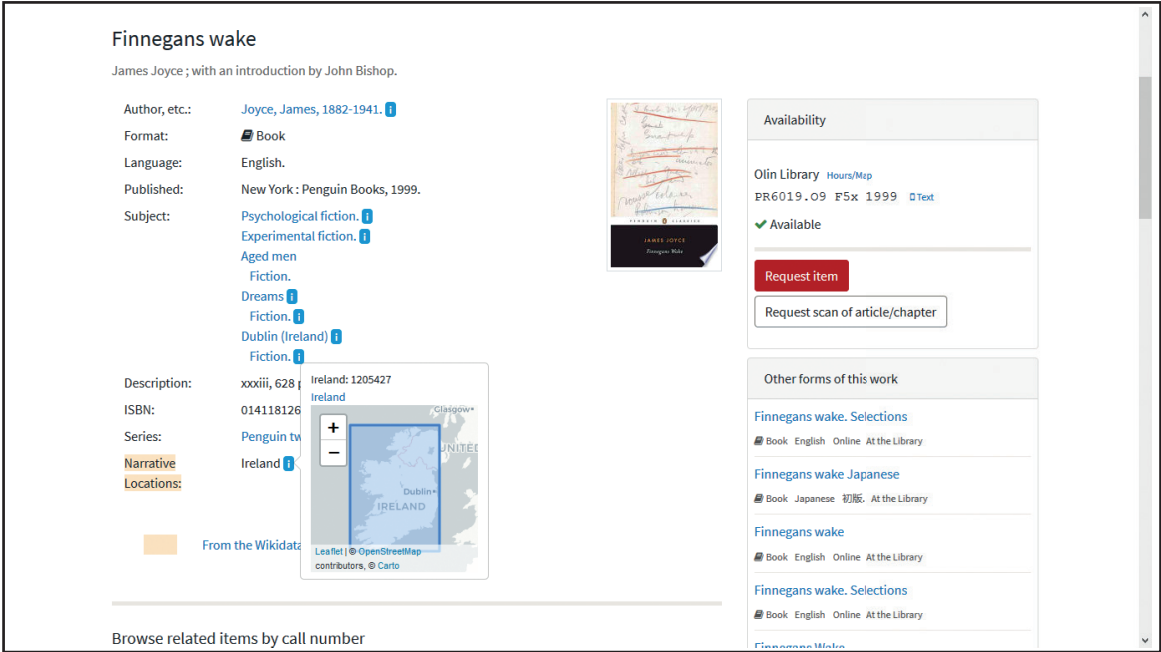 Finnegans wake
James Joyce ; with an introduction by John Bishop.
Author, etc.: Joyce, James, 1882-1941. i
Format: Book
Language: English.
Published: New York : Penguin Books, 1999.
Subject: Psychological fiction. i
Experimental fiction. i
Aged men
Fiction.
Dreams i
Fiction. i
Dublin (Ireland) i
Fiction. i
Description: xxxiii, 628 p
ISBN: 014118126
Series: Penguin tw
Narrative
Locations:
Ireland i
From the Wikidata
Ireland: 1205427
Ireland
+
−
Glasgow
UNITED
Dublin
IRELAND
Leaflet | © OpenStreetMap
contributors, © Carto
PENGUIN CLASSICS
JAMES JOYCE
Finnegans Wake
Availability
Olin Library Hours/Map
PR6019.O9 F5x 1999 Text
Available
Request item
Request scan of article/chapter
Other forms of this work
Finnegans wake. Selections
Book English Online At the Library
Finnegans wake Japanese
Book Japanese 初版. At the Library
Finnegans wake
Book English Online At the Library
Finnegans wake. Selections
Book English Online At the Library
Finnegans Wake
Browse related items by call number